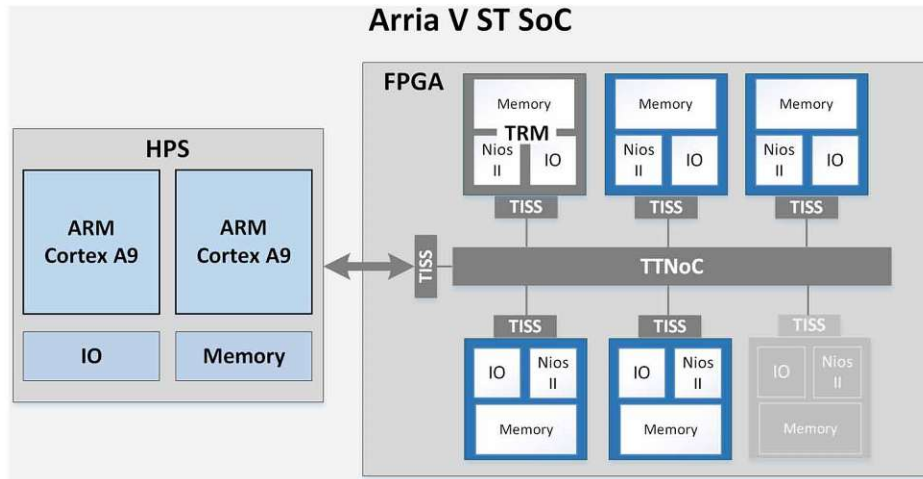 Arria V ST SoC
FPGA
HPS
ARM
Cortex A9
ARM
Cortex A9
IO
Memory
TISS
Memory
TRM
Nios
II
IO
TISS
Memory
Nios
II
IO
TISS
Memory
Nios
II
IO
TISS
TTNoC
TISS
IO
Nios
II
Memory
TISS
IO
Nios
II
Memory
TISS
IO
Nios
II
Memory